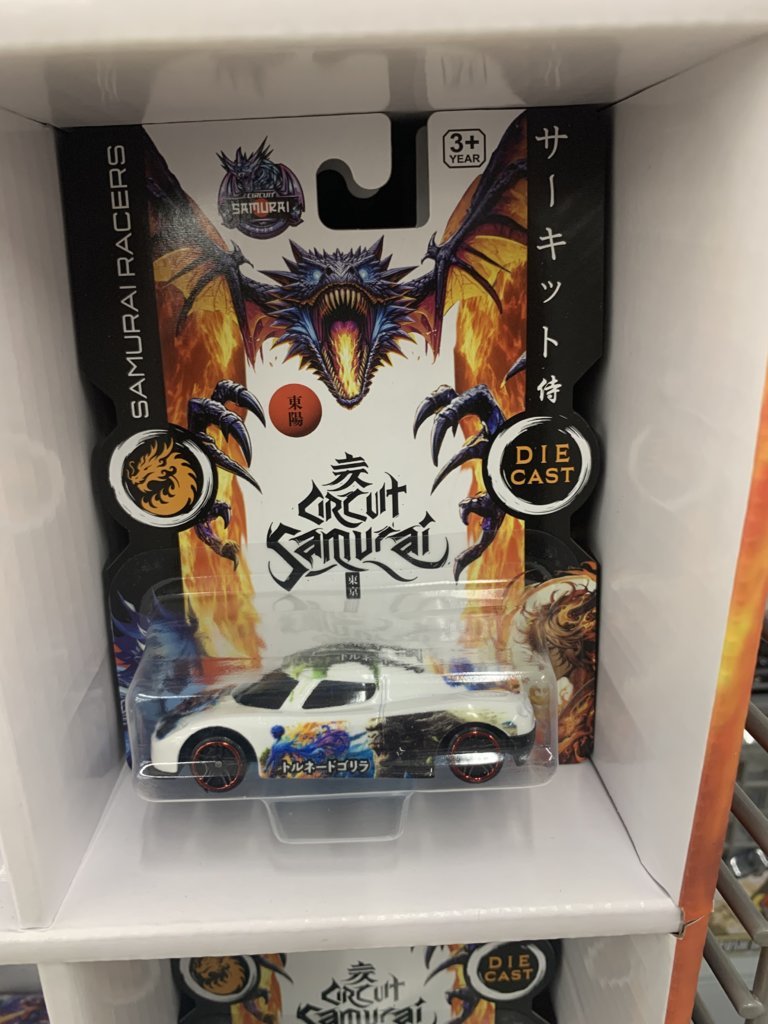 SAMURAI RACERS
CIRCUIT
SAMURAI
3+
YEAR
サーキット侍
東
陽
DIE
CAST
亥
CIRCUIT
Samurai
東
京
トルネードゴリラ
DIE
CAST
亥
CIRCUIT
Samurai